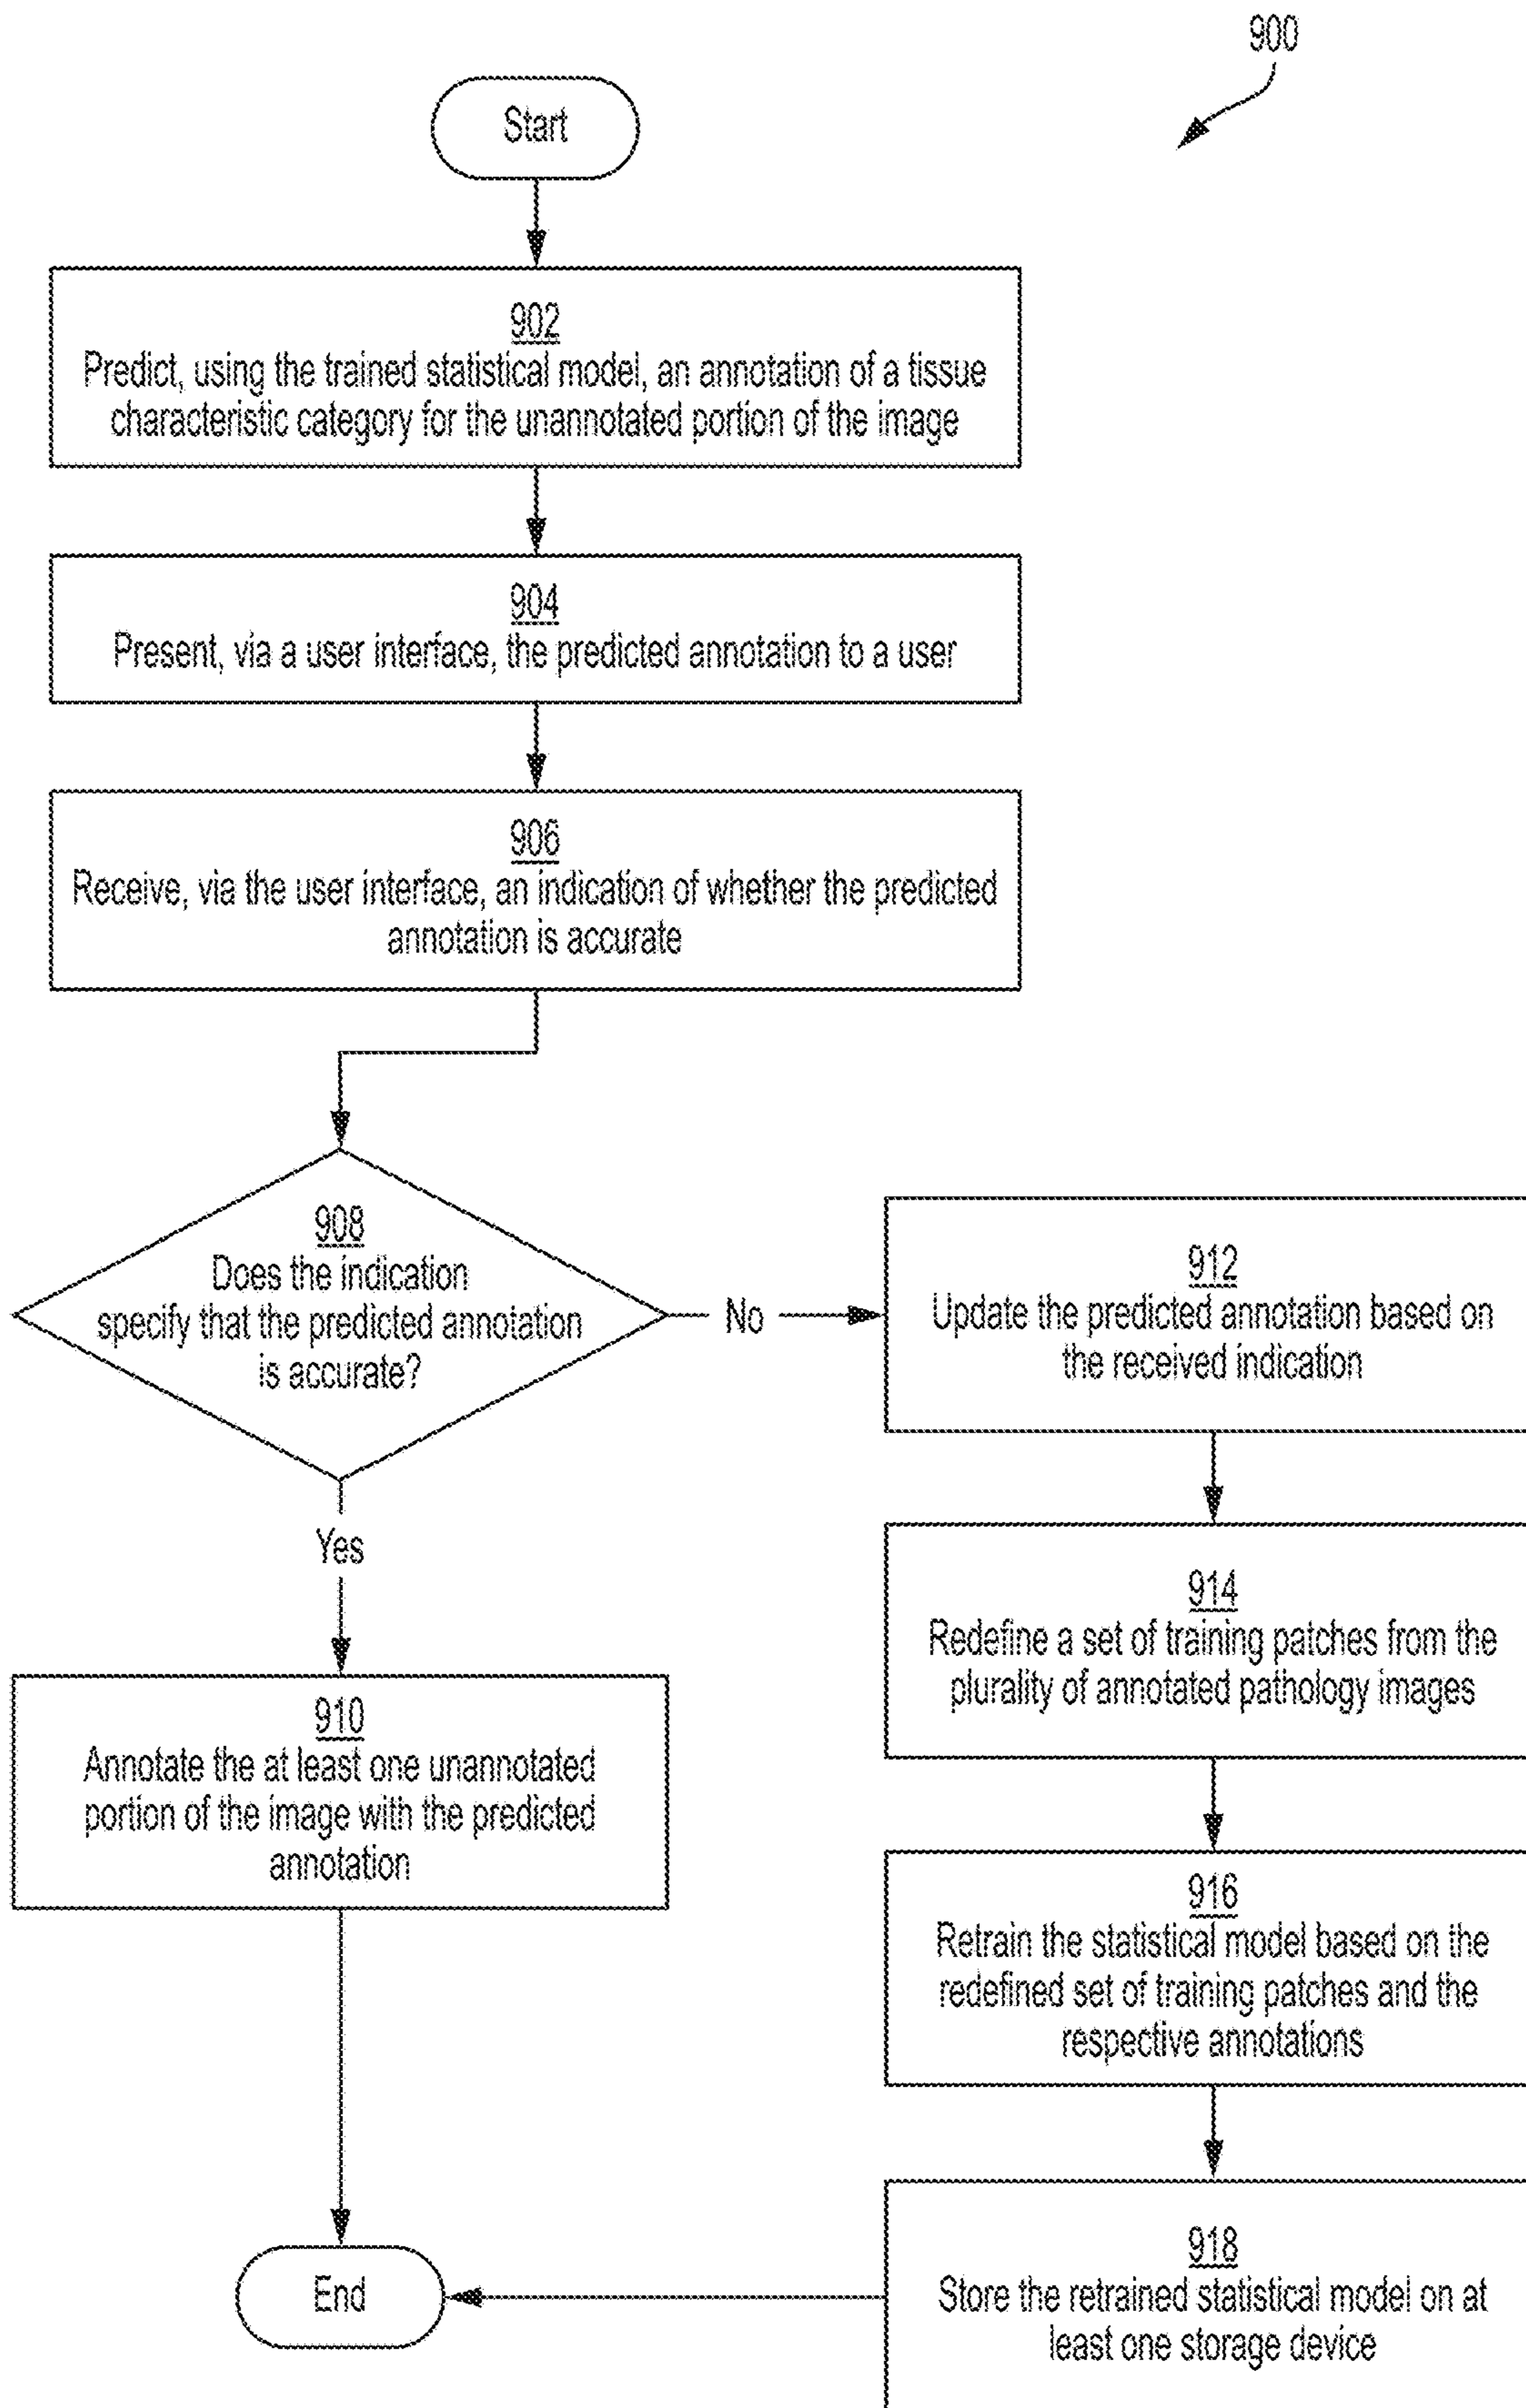 900
Start
902
Predict, using the trained statistical model, an annotation of a tissue
characteristic category for the unannotated portion of the image
904
Present, via a user interface, the predicted annotation to a user
906
Receive, via the user interface, an indication of whether the predicted
annotation is accurate
908
Does the indication
specify that the predicted annotation
is accurate?
No
Yes
910
Annotate the at least one unannotated
portion of the image with the predicted
annotation
912
Update the predicted annotation based on
the received indication
914
Redefine a set of training patches from the
plurality of annotated pathology images
916
Retrain the statistical model based on the
redefined set of training patches and the
respective annotations
918
Store the retrained statistical model on at
least one storage device
End